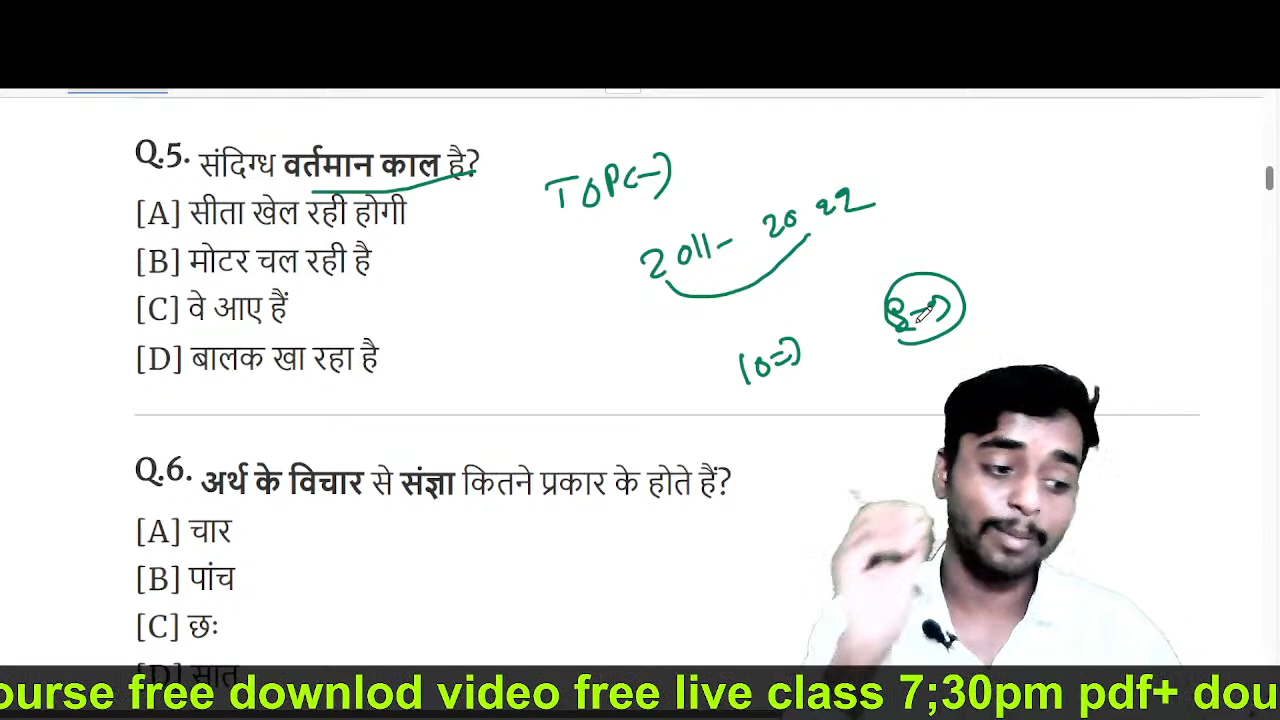 Q.5. संदिग्ध वर्तमान काल है?
[A] सीता खेल रही होगी
[B] मोटर चल रही है
[C] वे आए हैं
[D] बालक खा रहा है
TOP
2011- 2022
10
Q.6. अर्थ के विचार से संज्ञा कितने प्रकार के होते हैं?
[A] चार
[B] पांच
[C] छः
[D] सात
ourse free downlod video free live class 7;30pm pdf+ dou